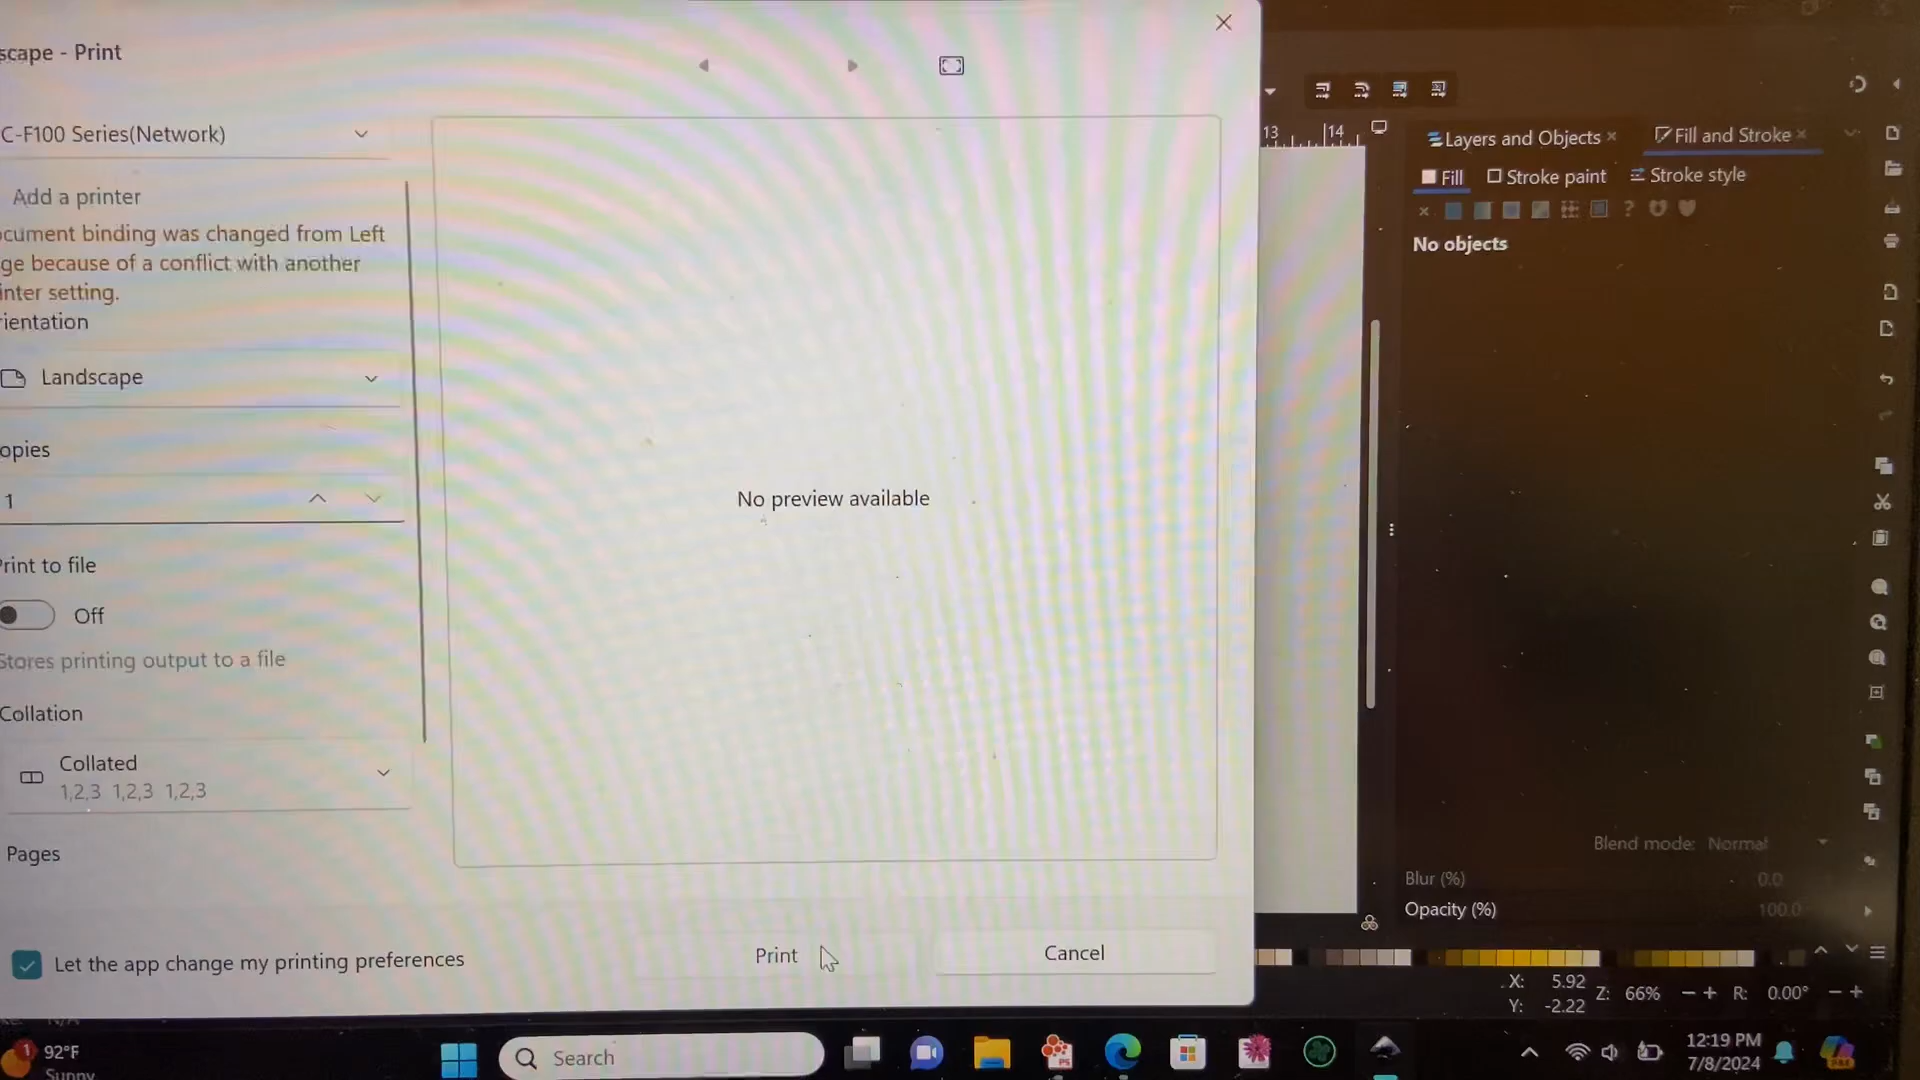 scape - Print
C-F100 Series(Network)
Add a printer
ocument binding was changed from Left
ge because of a conflict with another
inter setting.
rientation
Landscape
opies
1
Print to file
Off
Stores printing output to a file
Collation
Collated
1,2,3 1,2,3 1,2,3
Pages
Let the app change my printing preferences
No preview available
Print
Cancel
13 14
Layers and Objects
Fill and Stroke
Fill
Stroke paint
Stroke style
No objects
Blend mode: Normal
Blur (%) 0.0
Opacity (%) 100.0
X: 5.92
Y: -2.22
Z: 66%
R: 0.00°
1
92°F
Sunny
Search
12:19 PM
7/8/2024